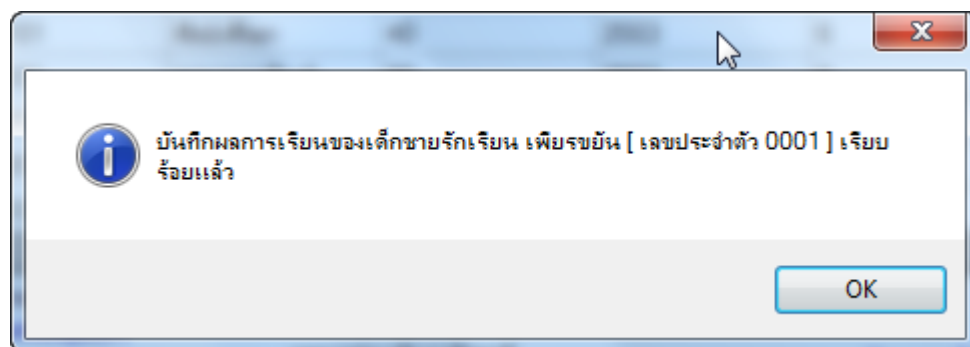 บันทึกผลการเรียนของเด็กชายรักเรียน เพียรขยัน [ เลขประจำตัว 0001 ] เรียบ
ร้อยแล้ว
OK